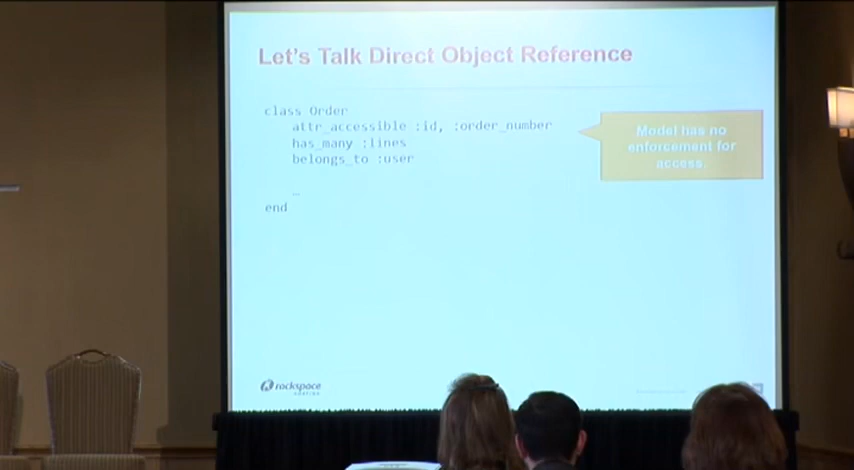 Let's Talk Direct Object Reference
class Order
attr_accessible :id, :order_number
has_many :lines
belongs_to :user
…
end
Model has no
enforcement for
access.
rackspace
HOSTING